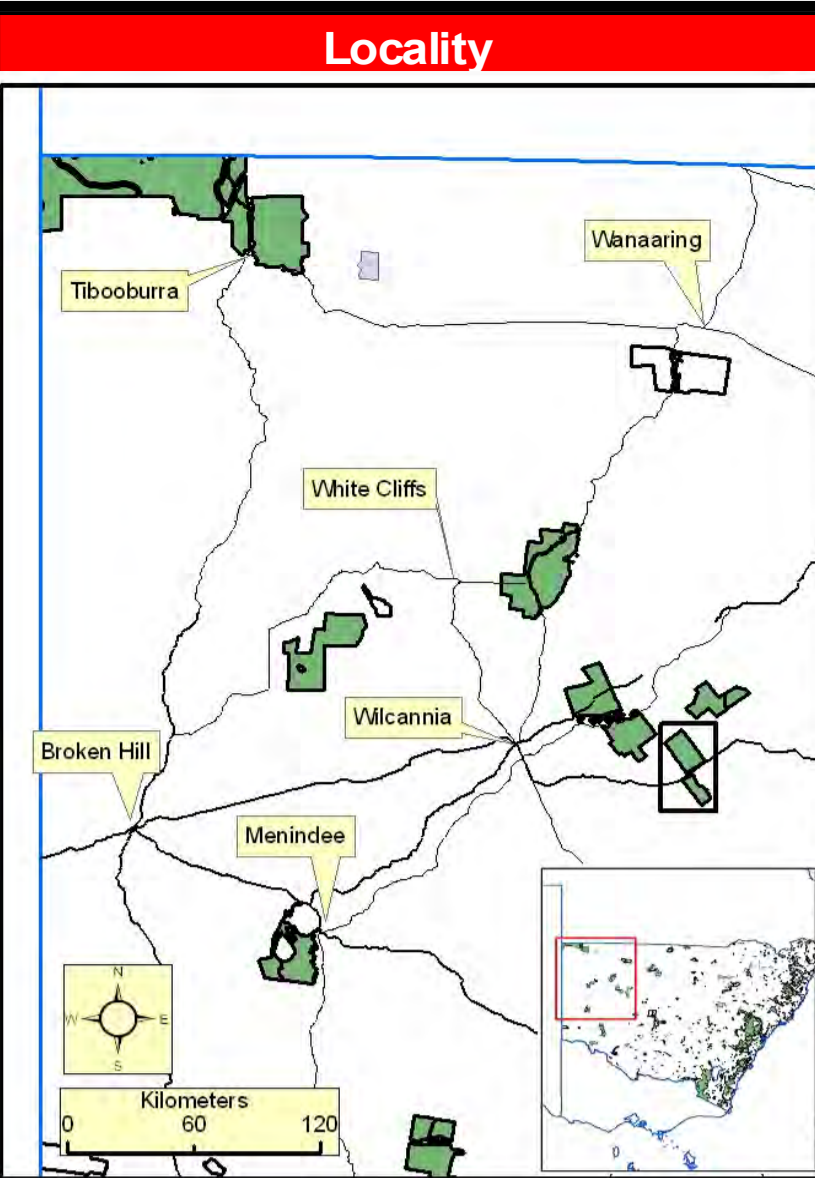 Locality
Wanaaring
Tibooburra
White Cliffs
Wilcannia
Broken Hill
Menindee
N
W E
S
Kilometers
0 60 120